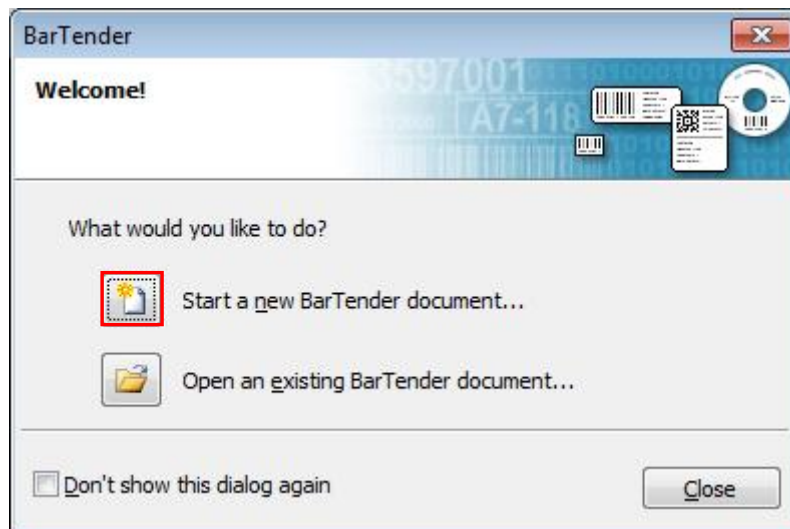 BarTender
Welcome!
3597001
A7-118
What would you like to do?
Start a new BarTender document...
Open an existing BarTender document...
Don't show this dialog again
Close